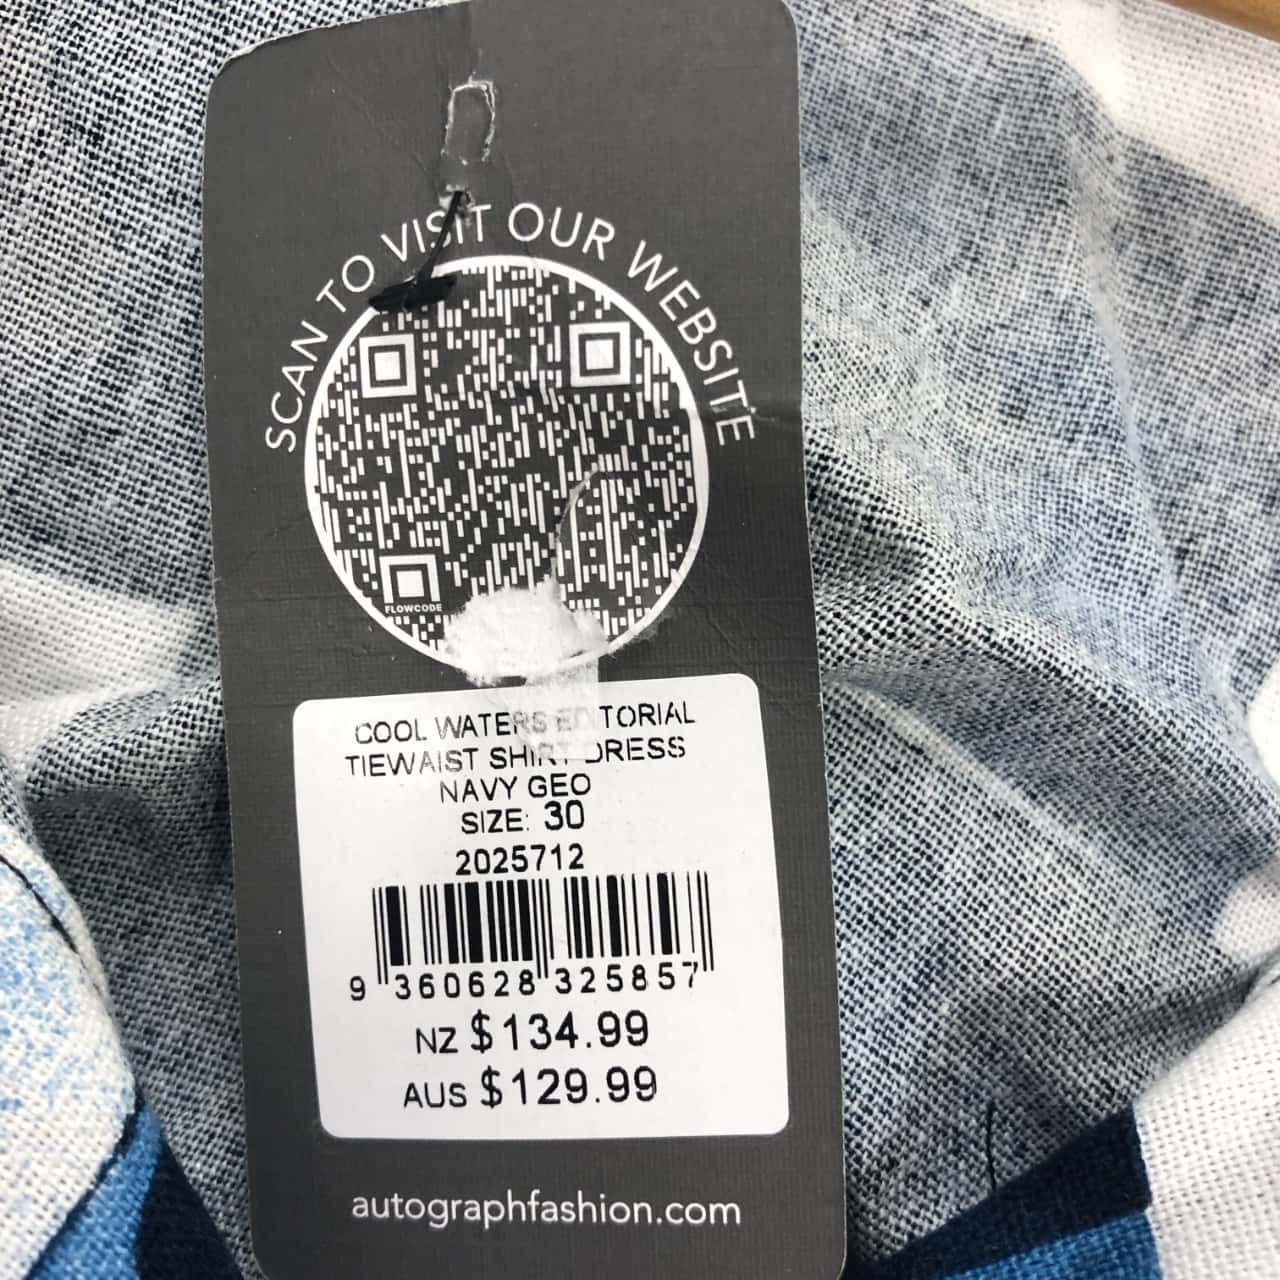 SCAN TO VISIT OUR WEBSITE
FLOWCODE
COOL WATERS EDITORIAL
TIEWAIST SHIRT DRESS
NAVY GEO
SIZE: 30
2025712
9 360628 325857
NZ $134.99
AUS $129.99
autographfashion.com